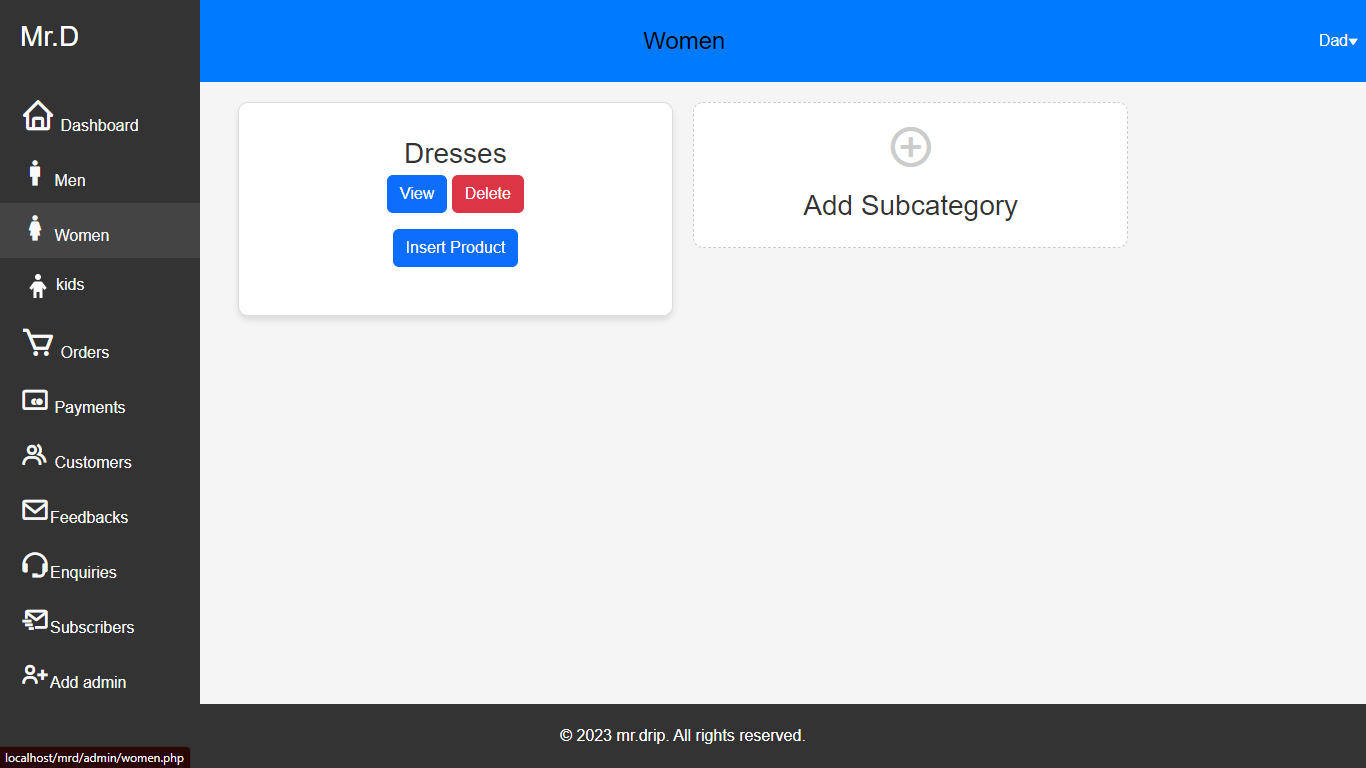 Mr.D
Women
Dad
Dashboard
Men
Women
kids
Orders
Payments
Customers
Feedbacks
Enquiries
Subscribers
Add admin
Dresses
View Delete
Insert Product
Add Subcategory
© 2023 mr.drip. All rights reserved.
localhost/mrd/admin/women.php